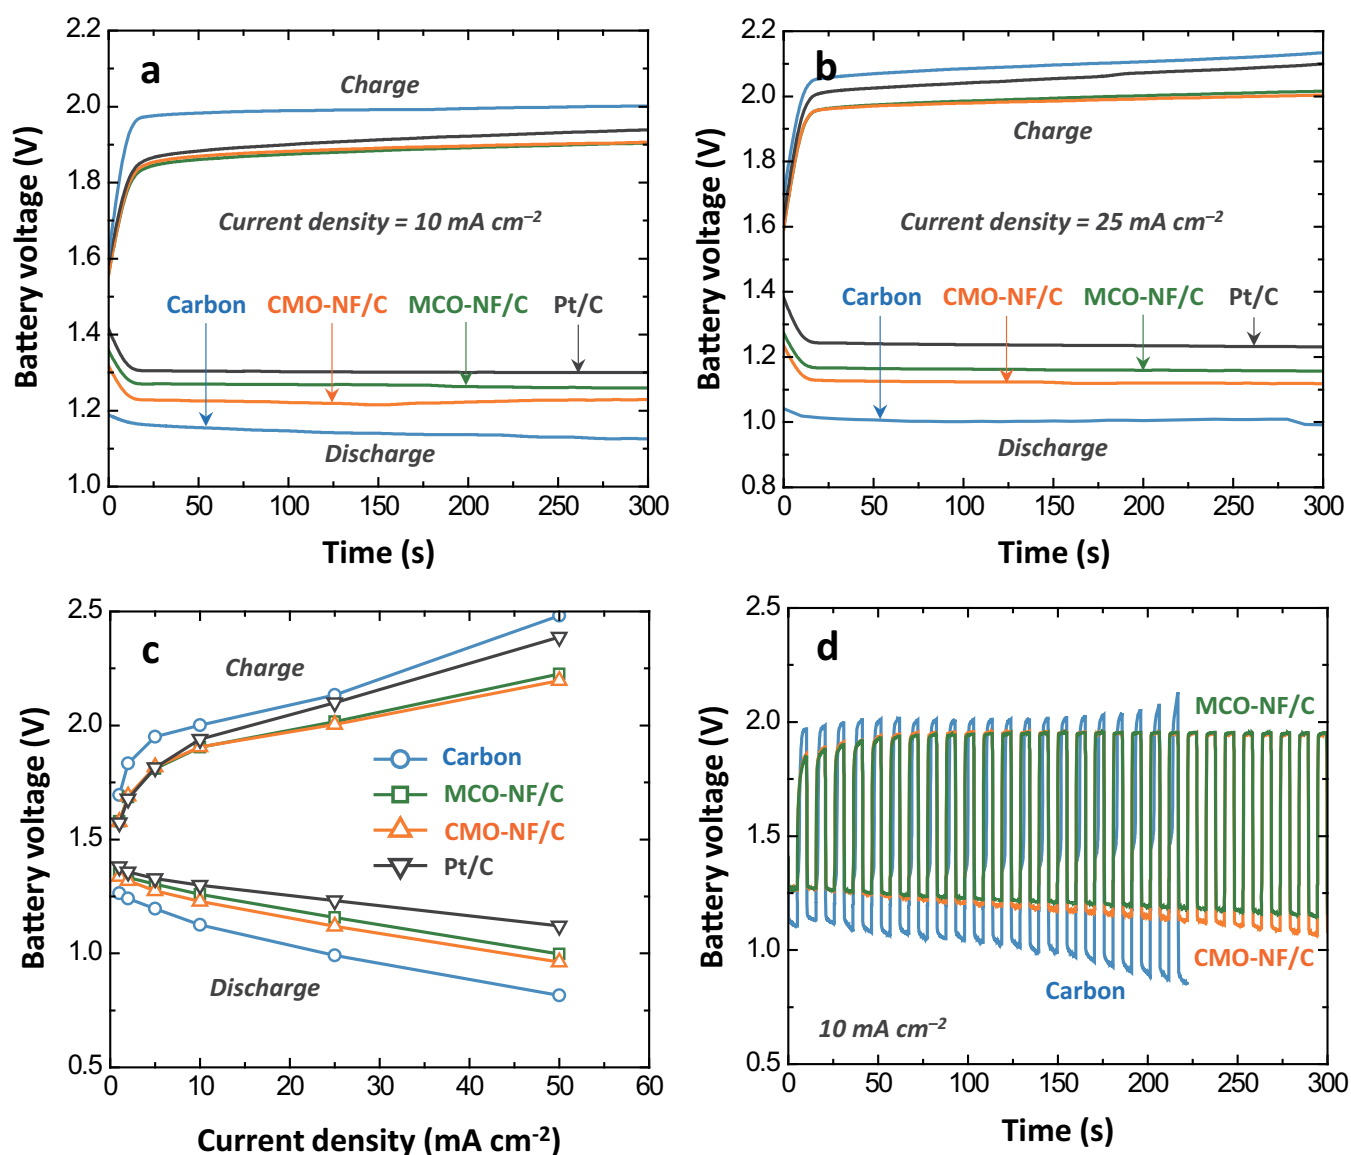 a
Charge
Current density = 10 mA cm⁻²
Carbon CMO-NF/C MCO-NF/C Pt/C
Discharge
Battery voltage (V)
2.2
2.0
1.8
1.6
1.4
1.2
1.0
0 50 100 150 200 250 300
Time (s)
b
Charge
Current density = 25 mA cm⁻²
Carbon CMO-NF/C MCO-NF/C Pt/C
Discharge
Battery voltage (V)
2.2
2.0
1.8
1.6
1.4
1.2
1.0
0.8
0 50 100 150 200 250 300
Time (s)
c
Charge
Carbon
MCO-NF/C
CMO-NF/C
Pt/C
Discharge
Battery voltage (V)
2.5
2.0
1.5
1.0
0.5
0 10 20 30 40 50 60
Current density (mA cm⁻²)
d
MCO-NF/C
CMO-NF/C
Carbon
10 mA cm⁻²
Battery voltage (V)
2.5
2.0
1.5
1.0
0.5
0 50 100 150 200 250 300
Time (s)